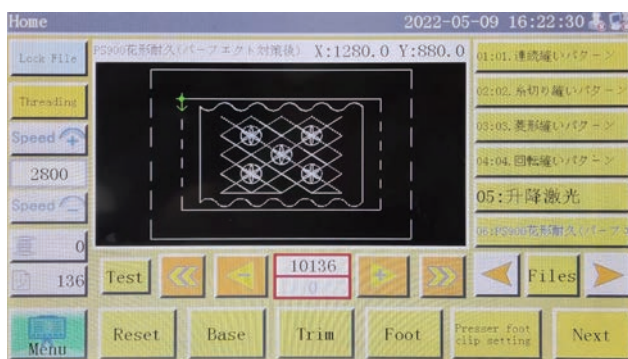 Home
2022-05-09 16:22:30
Lock File
PS900花形耐久(パーフェクト対策後) X:1280.0 Y:880.0
01:01.連続縫いパターン
Threading
02:02.糸切り縫いパターン
Speed
03:03.菱形縫いパターン
2800
04:04.回転縫いパターン
Speed
05:升降激光
0
06:PS900花形耐久(パーフ
136
Test
10136
0
Files
Menu
Reset
Base
Trim
Foot
Presser foot
clip setting
Next